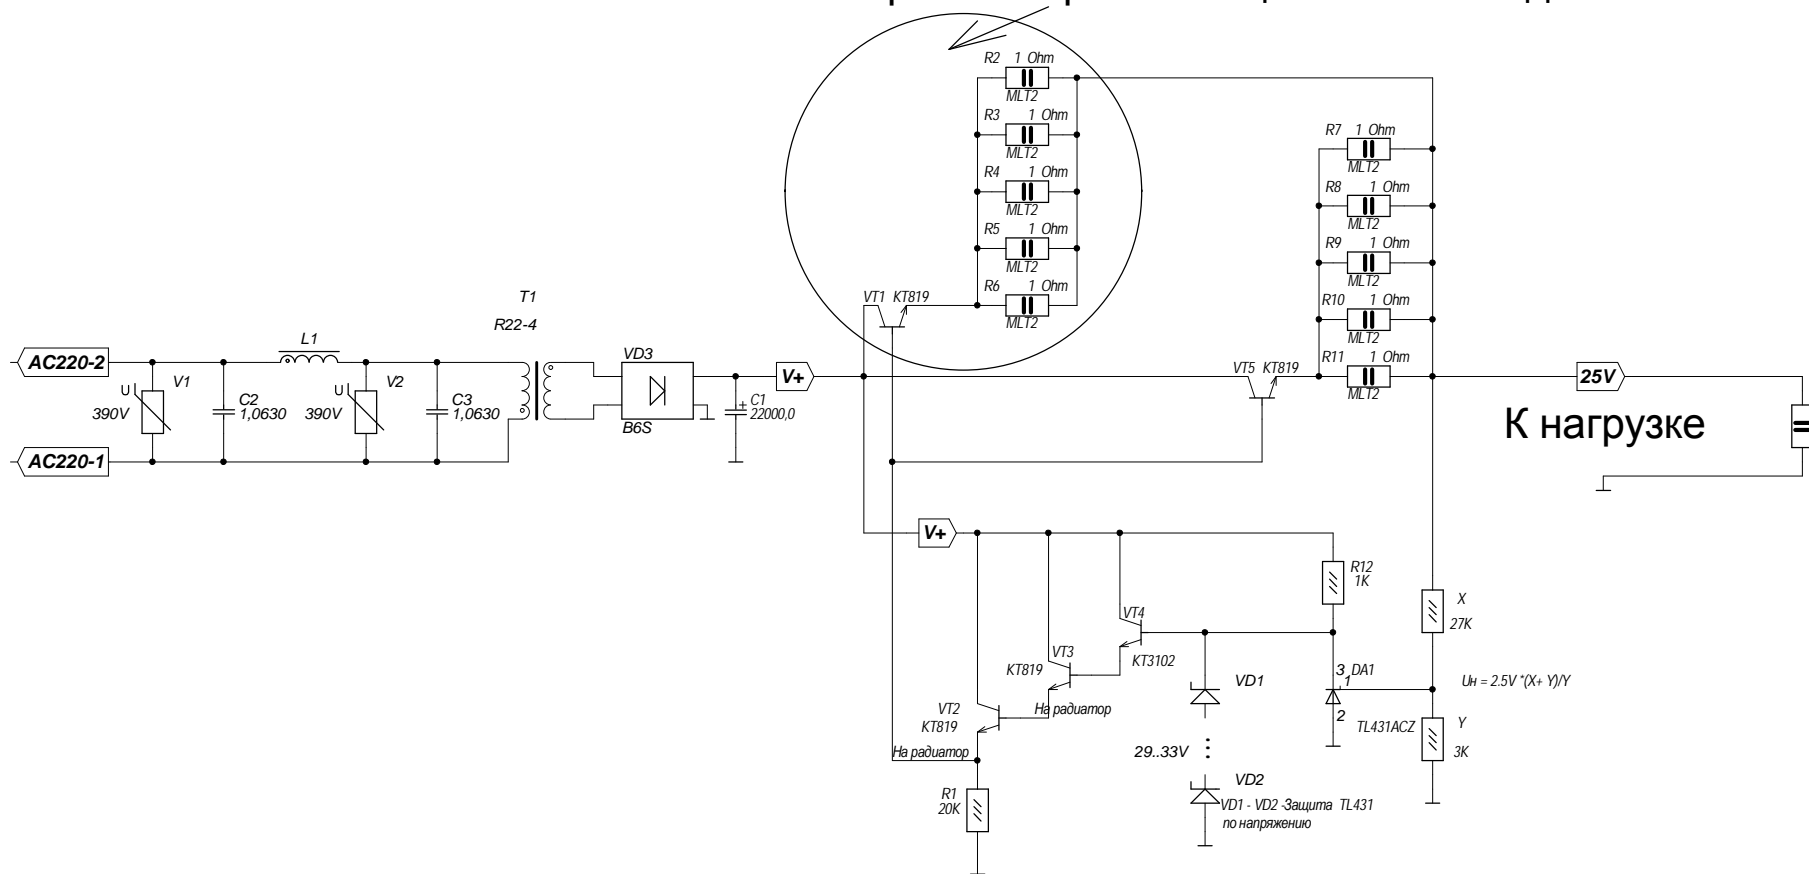 R2 1 Ohm
MLT2
R3 1 Ohm
MLT2
R4 1 Ohm
MLT2
R5 1 Ohm
MLT2
R6 1 Ohm
MLT2
VT1 KT819
R7 1 Ohm
MLT2
R8 1 Ohm
MLT2
R9 1 Ohm
MLT2
R10 1 Ohm
MLT2
R11 1 Ohm
MLT2
VT5 KT819
T1
R22-4
L1
AC220-2
V1
U
390V
C2
1,0630
V2
U
390V
C3
1,0630
AC220-1
VD3
B6S
+ C1
22000,0
V+
25V
К нагрузке
V+
R12
1K
X
27K
VT4
KT3102
VT3
KT819
На радиатор
VT2
KT819
На радиатор
R1
20K
VD1
29..33V
VD2
VD1 - VD2 -Защита TL431
по напряжению
3 DA1
1
2
TL431ACZ
Uн = 2.5V *(X+ Y)/Y
Y
3K